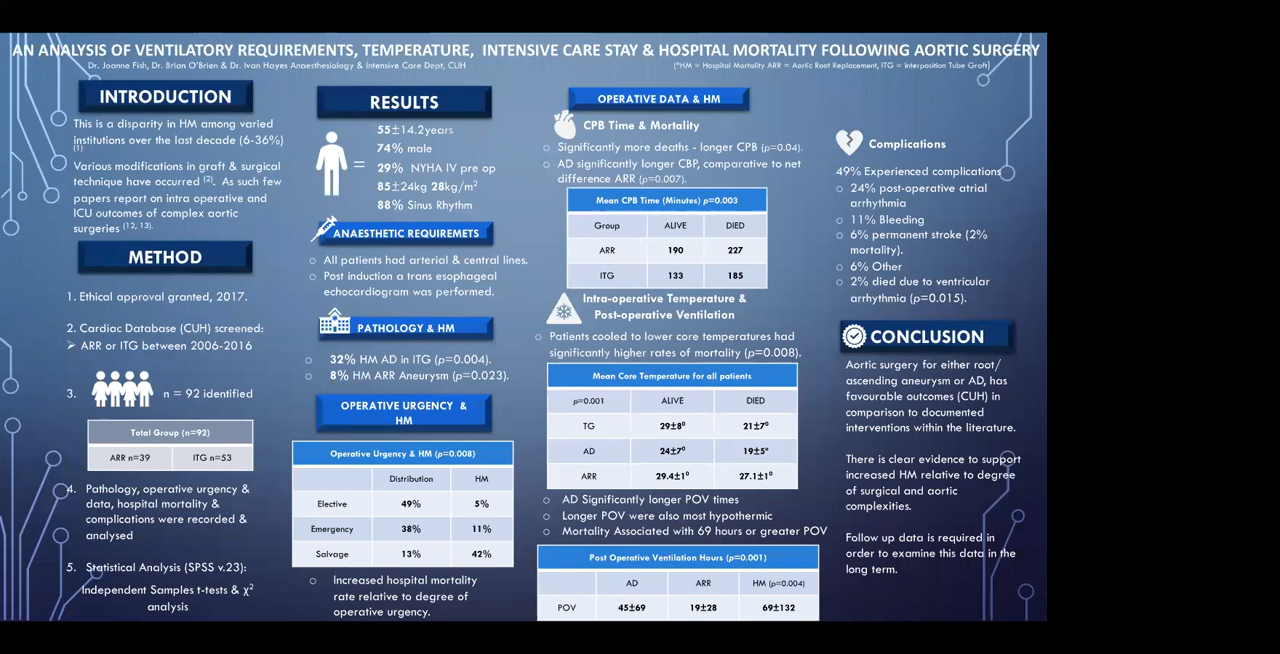 AN ANALYSIS OF VENTILATORY REQUIREMENTS, TEMPERATURE, INTENSIVE CARE STAY & HOSPITAL MORTALITY FOLLOWING AORTIC SURGERY
Dr. Joanne Fish, Dr. Brian O'Brien & Dr. Ivan Hayes Anaesthesiology & Intensive Care Dept, CUH
(*HM = Hospital Mortality ARR = Aortic Root Replacement, ITG = Interposition Tube Graft)
INTRODUCTION
This is a disparity in HM among varied
institutions over the last decade (6-36%)
(1)
Various modifications in graft & surgical
technique have occurred (2). As such few
papers report on intra operative and
ICU outcomes of complex aortic
surgeries (12, 13).
METHOD
1. Ethical approval granted, 2017.
2. Cardiac Database (CUH) screened:
➢ ARR or ITG between 2006-2016
3. n = 92 identified
Total Group (n=92)
ARR n=39 ITG n=53
4. Pathology, operative urgency &
data, hospital mortality &
complications were recorded &
analysed
5. Statistical Analysis (SPSS v.23):
Independent Samples t-tests & χ2
analysis
RESULTS
55±14.2years
74% male
= 29% NYHA IV pre op
85±24kg 28kg/m2
88% Sinus Rhythm
ANAESTHETIC REQUIREMETS
○ All patients had arterial & central lines.
○ Post induction a trans esophageal
echocardiogram was performed.
PATHOLOGY & HM
○ 32% HM AD in ITG (p=0.004).
○ 8% HM ARR Aneurysm (p=0.023).
OPERATIVE URGENCY &
HM
Operative Urgency & HM (p=0.008)
Distribution HM
Elective 49% 5%
Emergency 38% 11%
Salvage 13% 42%
○ Increased hospital mortality
rate relative to degree of
operative urgency.
OPERATIVE DATA & HM
CPB Time & Mortality
○ Significantly more deaths - longer CPB (p=0.04).
○ AD significantly longer CBP, comparative to net
difference ARR (p=0.007).
Mean CPB Time (Minutes) p=0.003
Group ALIVE DIED
ARR 190 227
ITG 133 185
Intra-operative Temperature &
Post-operative Ventilation
○ Patients cooled to lower core temperatures had
significantly higher rates of mortality (p=0.008).
Mean Core Temperature for all patients
p=0.001 ALIVE DIED
TG 29±8⁰ 21±7⁰
AD 24±7⁰ 19±5°
ARR 29.4±1⁰ 27.1±1⁰
○ AD Significantly longer POV times
○ Longer POV were also most hypothermic
○ Mortality Associated with 69 hours or greater POV
Post Operative Ventilation Hours (p=0.001)
AD ARR HM (p=0.004)
POV 45±69 19±28 69±132
Complications
49% Experienced complications
○ 24% post-operative atrial
arrhythmia
○ 11% Bleeding
○ 6% permanent stroke (2%
mortality).
○ 6% Other
○ 2% died due to ventricular
arrhythmia (p=0.015).
CONCLUSION
Aortic surgery for either root/
ascending aneurysm or AD, has
favourable outcomes (CUH) in
comparison to documented
interventions within the literature.
There is clear evidence to support
increased HM relative to degree
of surgical and aortic
complexities.
Follow up data is required in
order to examine this data in the
long term.